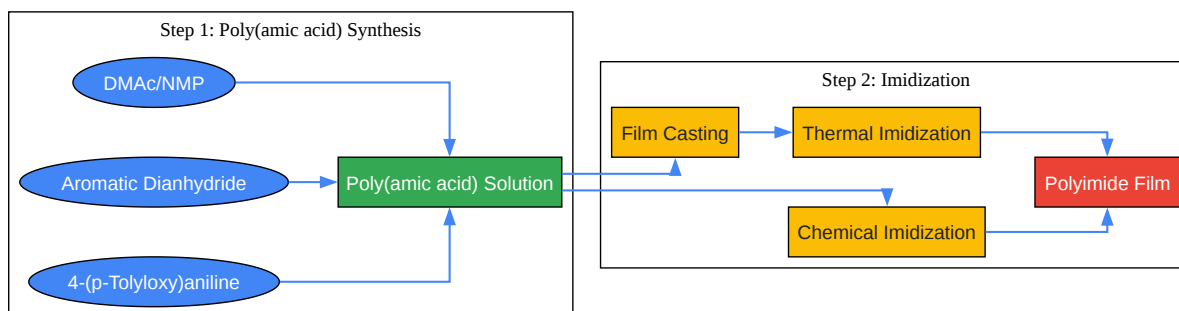 Step 1: Poly(amic acid) Synthesis
DMAc/NMP
Aromatic Dianhydride
4-(p-Tolyloxy)aniline
Poly(amic acid) Solution
Step 2: Imidization
Film Casting
Thermal Imidization
Chemical Imidization
Polyimide Film